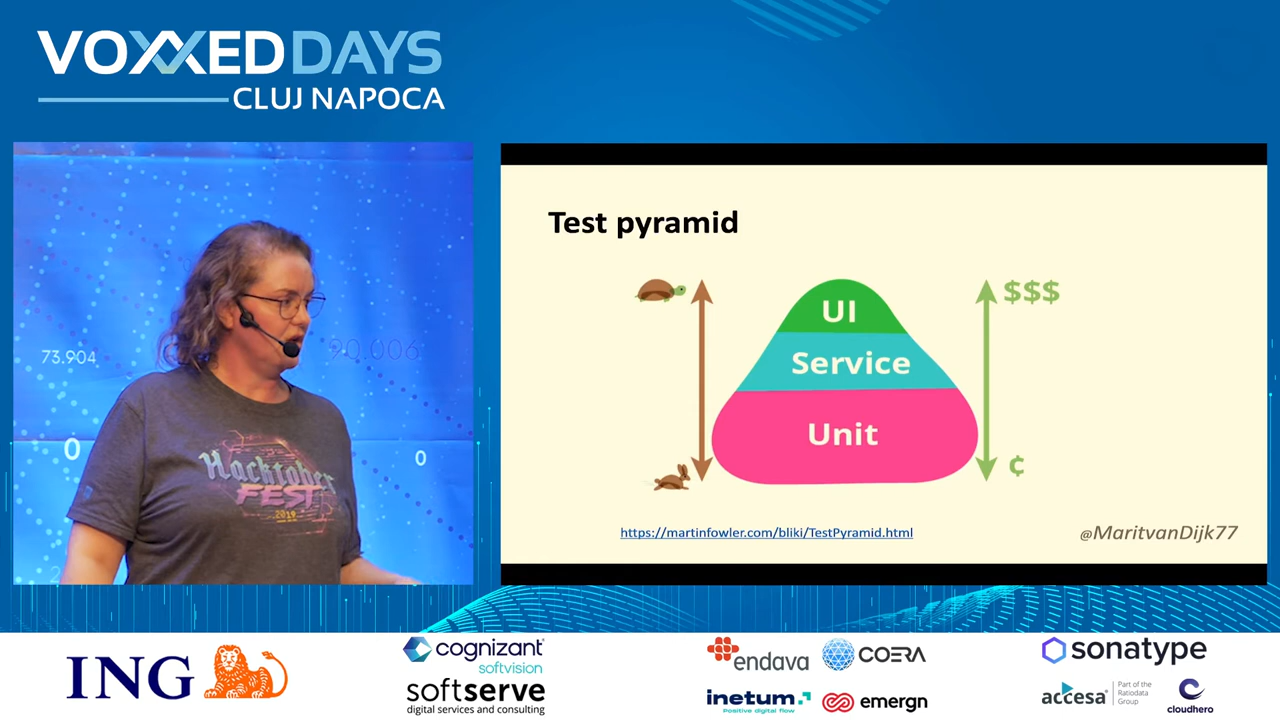 VOXXEDDAYS
CLUJ NAPOCA
73.904
90.006
0
0
Hacktober
FEST
2019
Test pyramid
$$$
UI
Service
Unit
¢
https://martinfowler.com/bliki/TestPyramid.html
@MaritvanDijk77
ING
cognizant
softvision
softserve
digital services and consulting
endava
COERA
inetum.
Positive digital flow
emergn
sonatype
accesa
Part of the
Ratiodata
Group
cloudhero